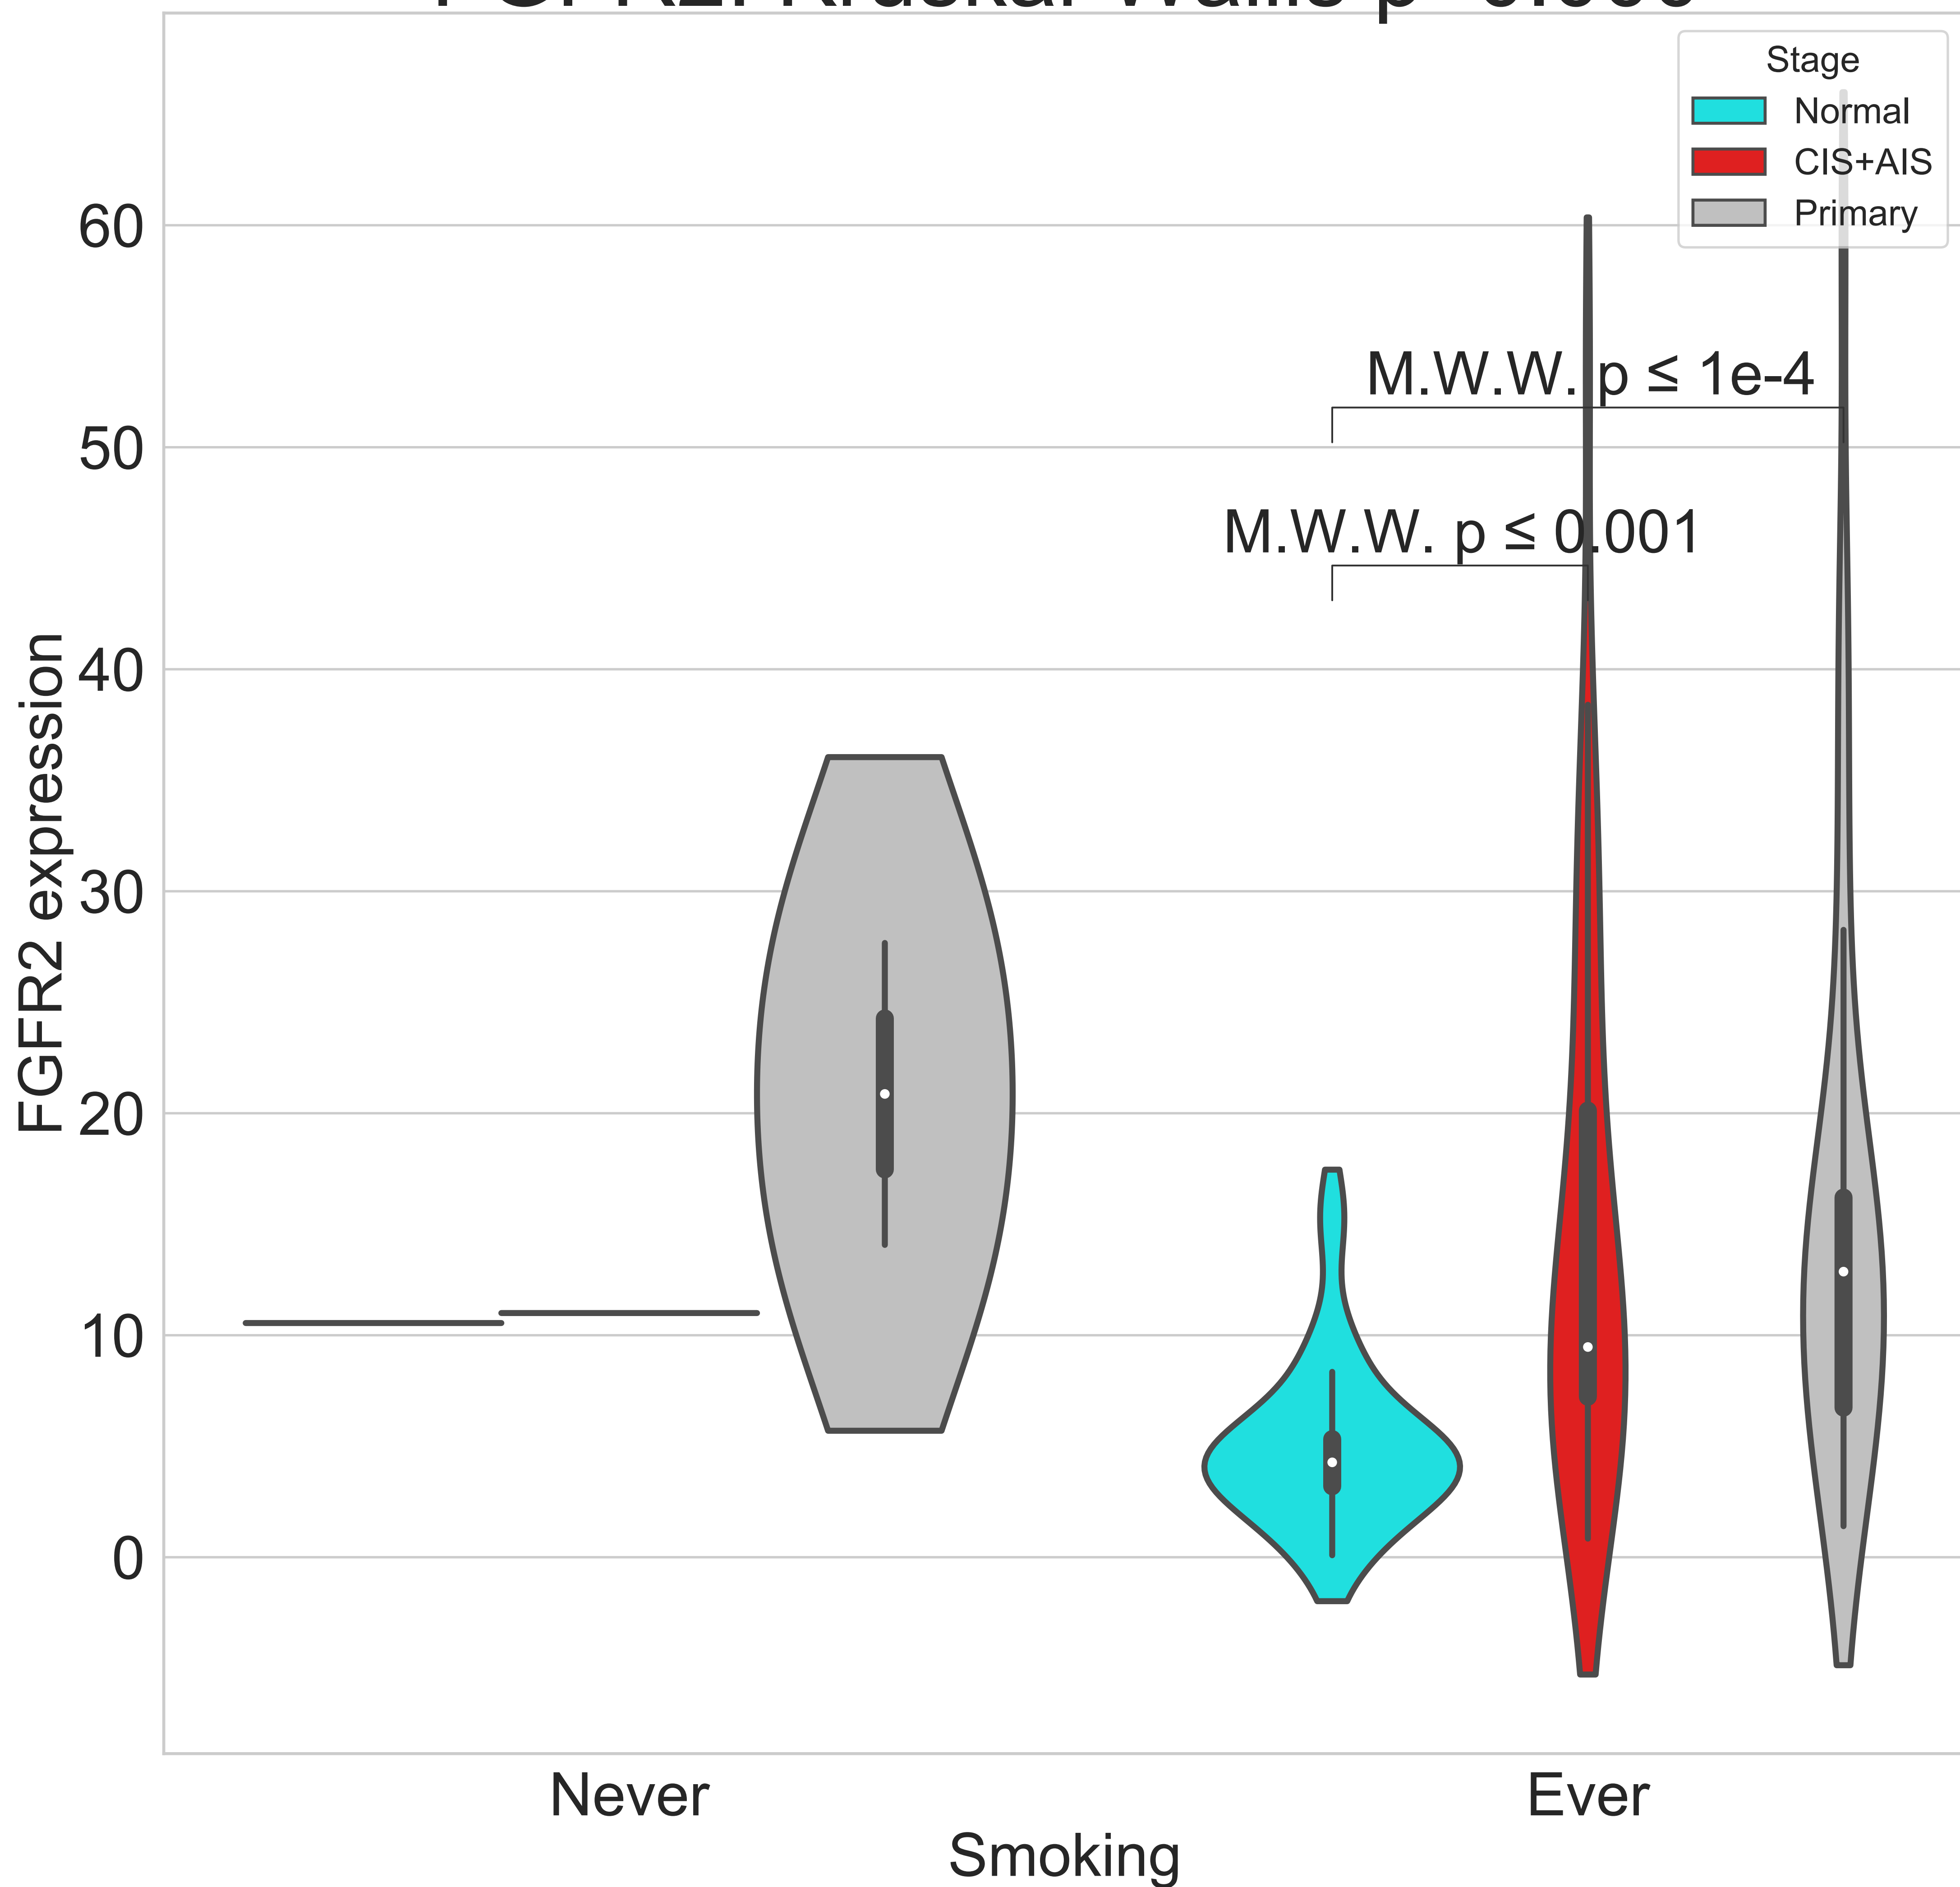 Stage
Normal
CIS+AIS
Primary
60
50
40
30
20
10
0
FGFR2 expression
M.W.W. p ≤ 1e-4
M.W.W. p ≤ 0.001
Never
Ever
Smoking